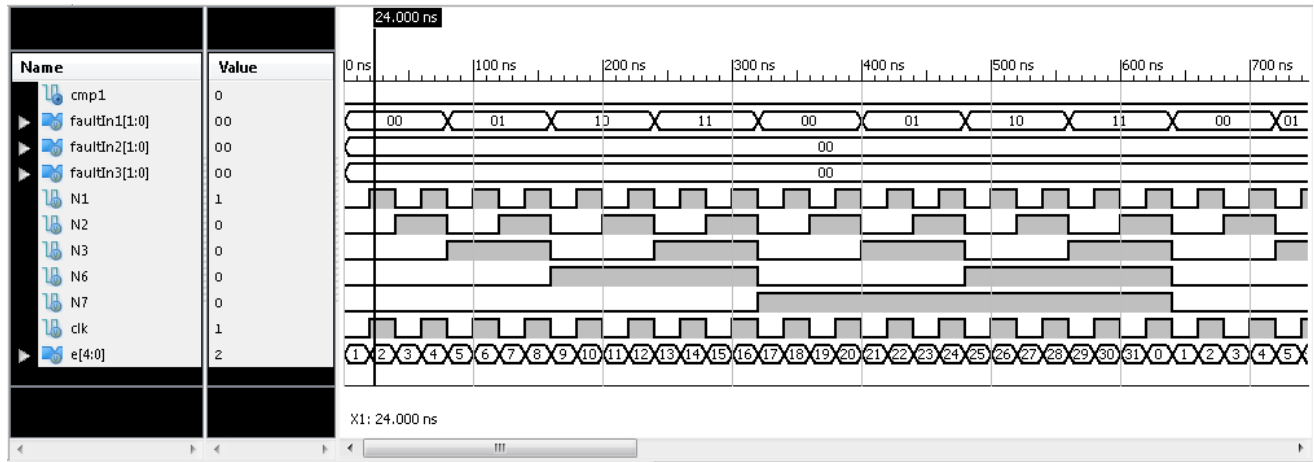 24.000 ns
Name Value
0 ns 100 ns 200 ns 300 ns 400 ns 500 ns 600 ns 700 ns
cmp1 0
faultIn1[1:0] 00 00 01 10 11 00 01 10 11 00 01
faultIn2[1:0] 00 00
faultIn3[1:0] 00 00
N1 1
N2 0
N3 0
N6 0
N7 0
clk 1
e[4:0] 2 1 2 3 4 5 6 7 8 9 10 11 12 13 14 15 16 17 18 19 20 21 22 23 24 25 26 27 28 29 30 31 0 1 2 3 4 5
X1: 24.000 ns